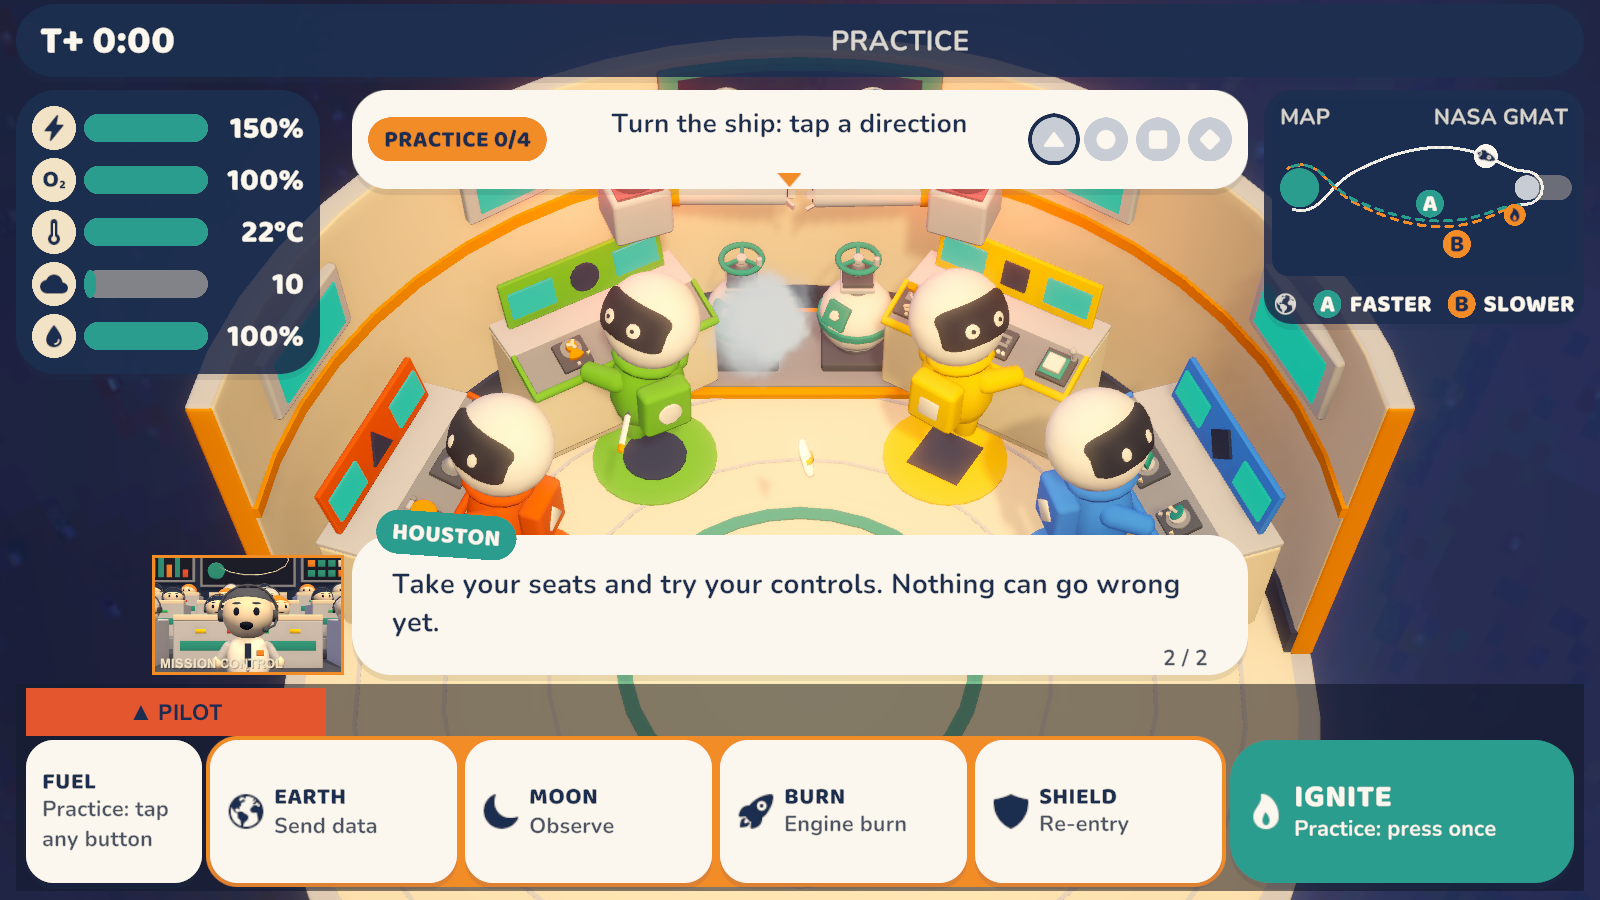 T+ 0:00
PRACTICE
150%
O₂ 100%
22°C
10
100%
PRACTICE 0/4
Turn the ship: tap a direction
MAP
NASA GMAT
A
B
A FASTER
B SLOWER
HOUSTON
Take your seats and try your controls. Nothing can go wrong
yet.
2 / 2
MISSION CONTROL
▲ PILOT
FUEL
Practice: tap
any button
EARTH
Send data
MOON
Observe
BURN
Engine burn
SHIELD
Re-entry
IGNITE
Practice: press once